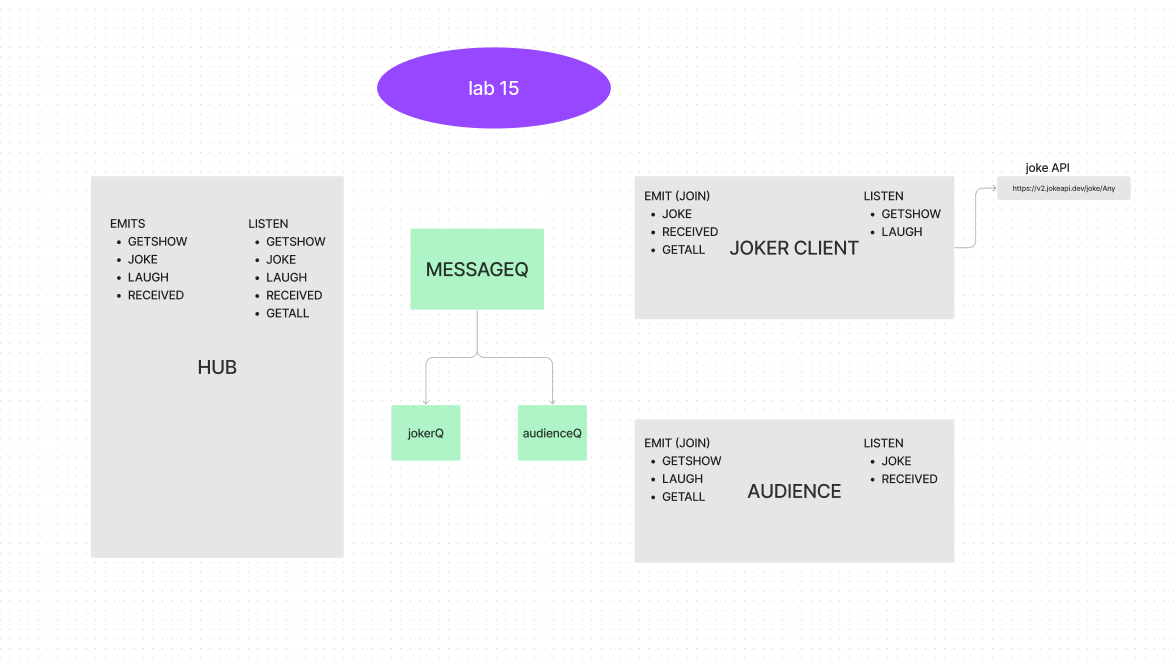 lab 15
EMITS
GETSHOW
JOKE
LAUGH
RECEIVED
LISTEN
GETSHOW
JOKE
LAUGH
RECEIVED
GETALL
HUB
MESSAGEQ
jokerQ
audienceQ
EMIT (JOIN)
JOKE
RECEIVED
GETALL
JOKER CLIENT
LISTEN
GETSHOW
LAUGH
joke API
https://v2.jokeapi.dev/joke/Any
EMIT (JOIN)
GETSHOW
LAUGH
GETALL
AUDIENCE
LISTEN
JOKE
RECEIVED